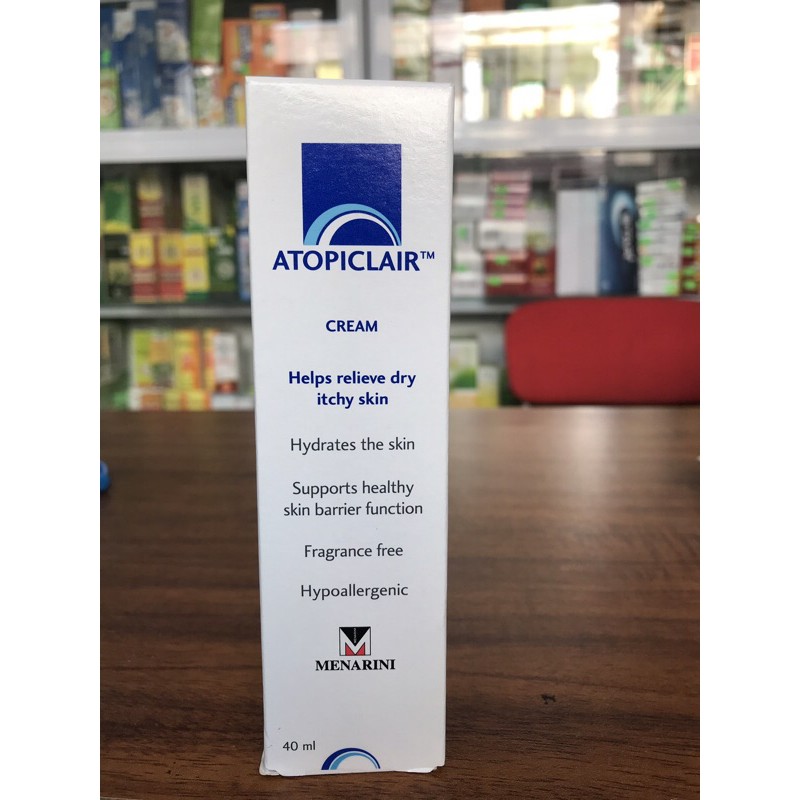 ATOPICLAIR™
CREAM
Helps relieve dry
itchy skin
Hydrates the skin
Supports healthy
skin barrier function
Fragrance free
Hypoallergenic
MENARINI
40 ml